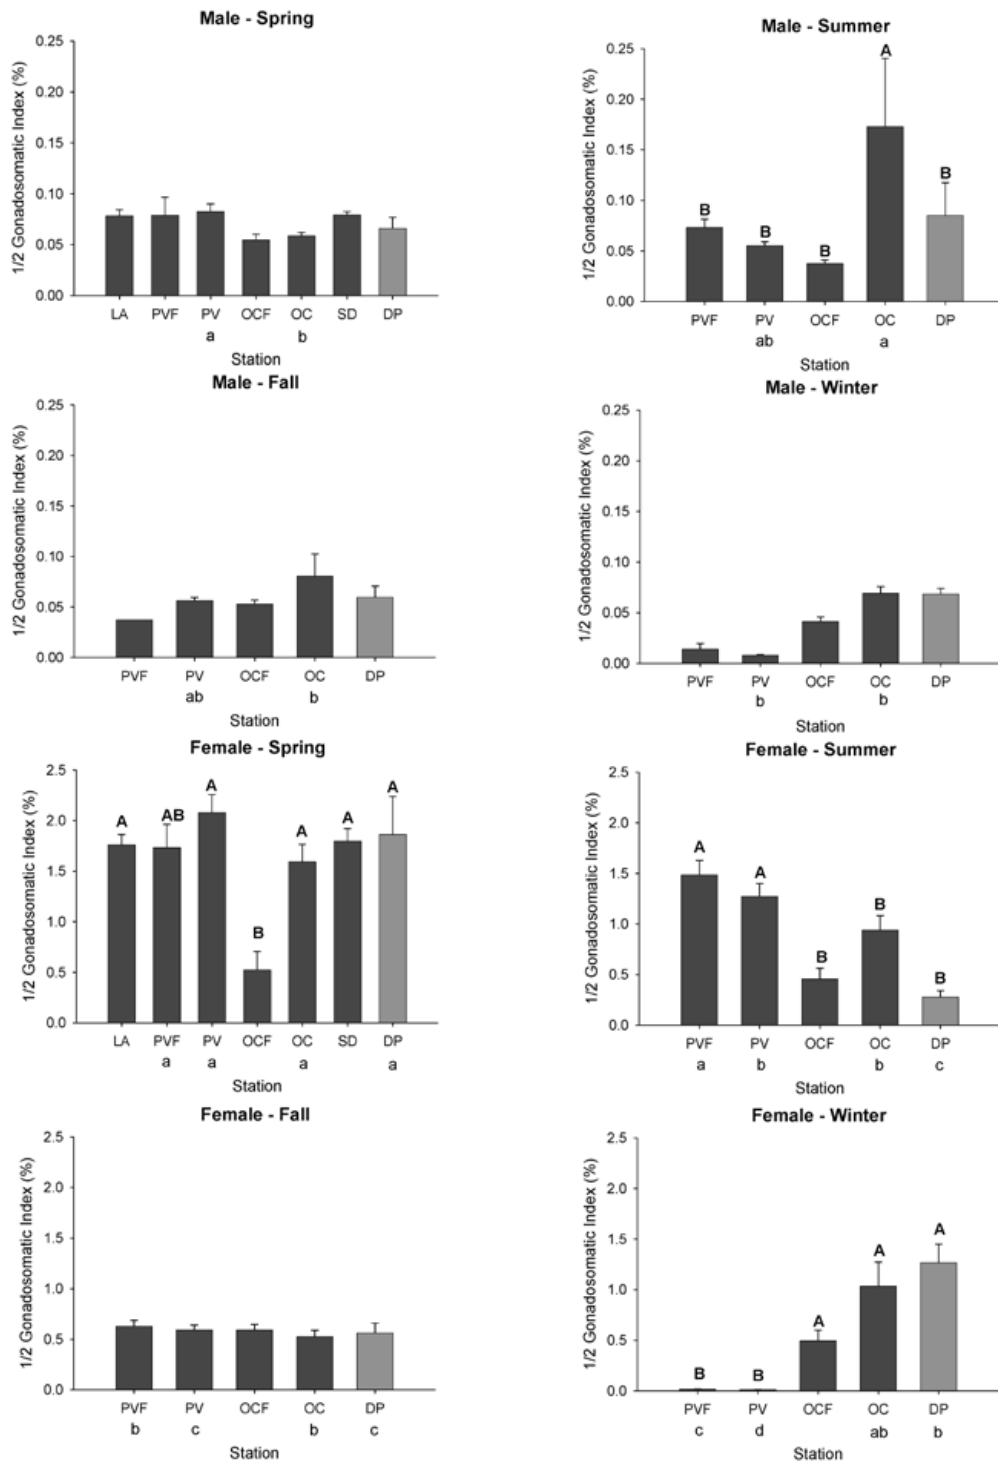 Male - Spring
1/2 Gonadosomatic Index (%)
0.25
0.20
0.15
0.10
0.05
0.00
LA PVF PV OCF OC SD DP
a b
Station
Male - Summer
1/2 Gonadosomatic Index (%)
0.25
0.20
0.15
0.10
0.05
0.00
B B B A B
PVF PV OCF OC DP
ab a
Station
Male - Fall
1/2 Gonadosomatic Index (%)
0.25
0.20
0.15
0.10
0.05
0.00
PVF PV OCF OC DP
ab b
Station
Male - Winter
1/2 Gonadosomatic Index (%)
0.25
0.20
0.15
0.10
0.05
0.00
PVF PV OCF OC DP
b b
Station
Female - Spring
1/2 Gonadosomatic Index (%)
2.5
2.0
1.5
1.0
0.5
0.0
A AB A B A A A
LA PVF PV OCF OC SD DP
a a a a
Station
Female - Summer
1/2 Gonadosomatic Index (%)
2.5
2.0
1.5
1.0
0.5
0.0
A A B B B
PVF PV OCF OC DP
a b b c
Station
Female - Fall
1/2 Gonadosomatic Index (%)
2.5
2.0
1.5
1.0
0.5
0.0
PVF PV OCF OC DP
b c b c
Station
Female - Winter
1/2 Gonadosomatic Index (%)
2.5
2.0
1.5
1.0
0.5
0.0
B B A A A
PVF PV OCF OC DP
c d ab b
Station